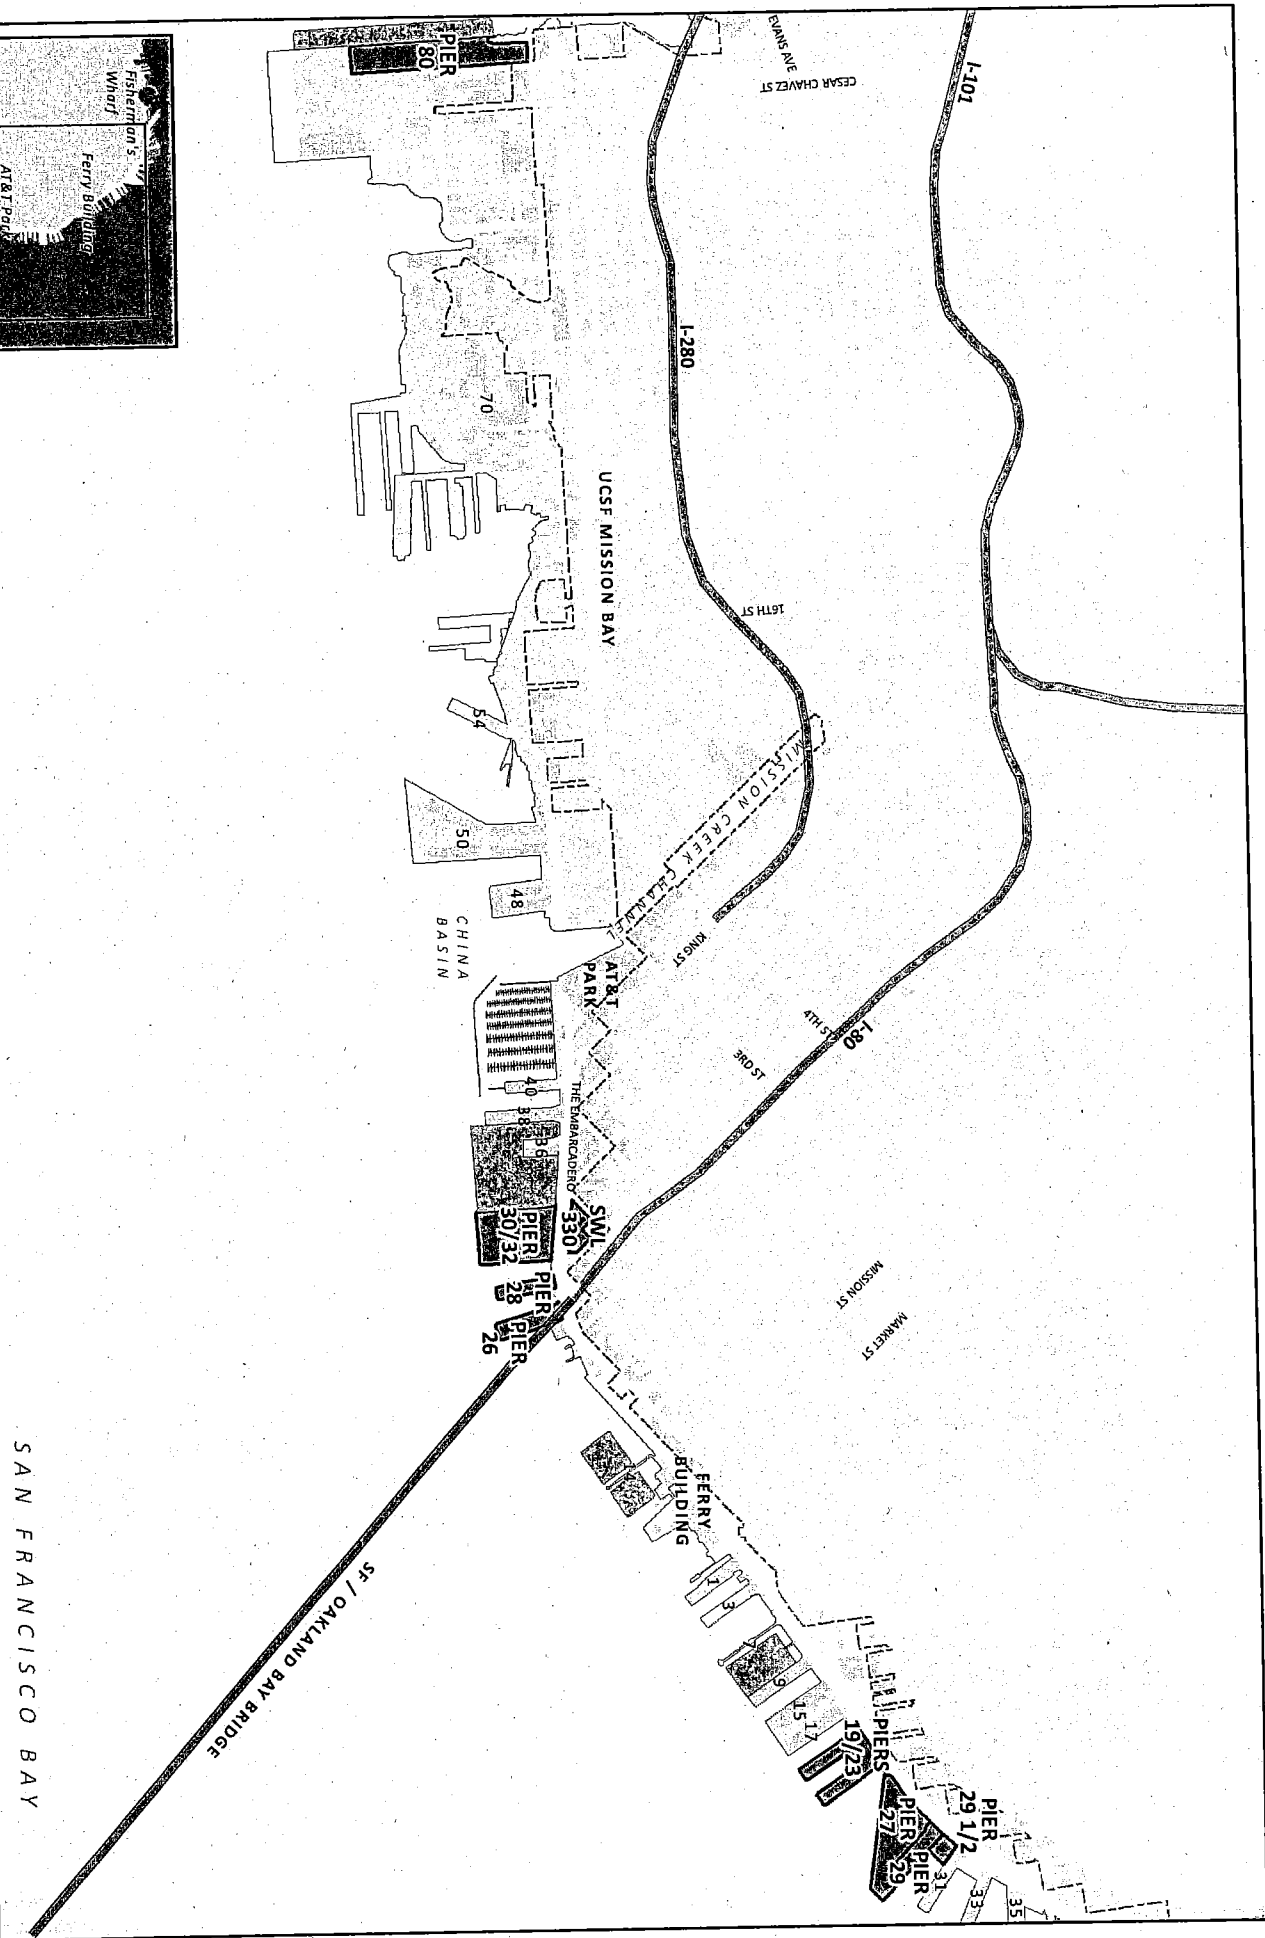 I-101
EVANS AVE
CESAR CHAVEZ ST
PIER
80
Fisherman's
Wharf
Ferry Building
AT&T Park
I-280
70
UCSF MISSION BAY
16TH ST
54
MISSION CREEK CHANNEL
50
48
CHINA
BASIN
KING ST
AT&T
PARK
4TH ST
I-80
3RD ST
THE EMBARCADERO
40
38
36
SWL
330
PIER
30/32
PIER
28
PIER
26
MISSION ST
MARKET ST
FERRY
BUILDING
14
1
3
9
15
17
PIERS
19/23
PIER
27
PIER
29
PIER
29 1/2
31
33
35
SF / OAKLAND BAY BRIDGE
SAN FRANCISCO BAY